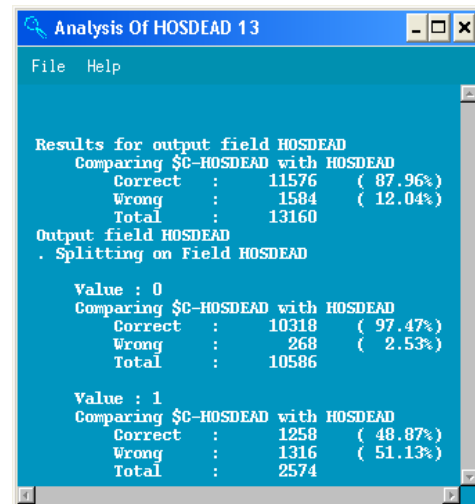 Analysis Of HOSDEAD 13
File Help
Results for output field HOSDEAD
Comparing $C-HOSDEAD with HOSDEAD
Correct : 11576 ( 87.96%)
Wrong : 1584 ( 12.04%)
Total : 13160
Output field HOSDEAD
. Splitting on Field HOSDEAD
Value : 0
Comparing $C-HOSDEAD with HOSDEAD
Correct : 10318 ( 97.47%)
Wrong : 268 ( 2.53%)
Total : 10586
Value : 1
Comparing $C-HOSDEAD with HOSDEAD
Correct : 1258 ( 48.87%)
Wrong : 1316 ( 51.13%)
Total : 2574